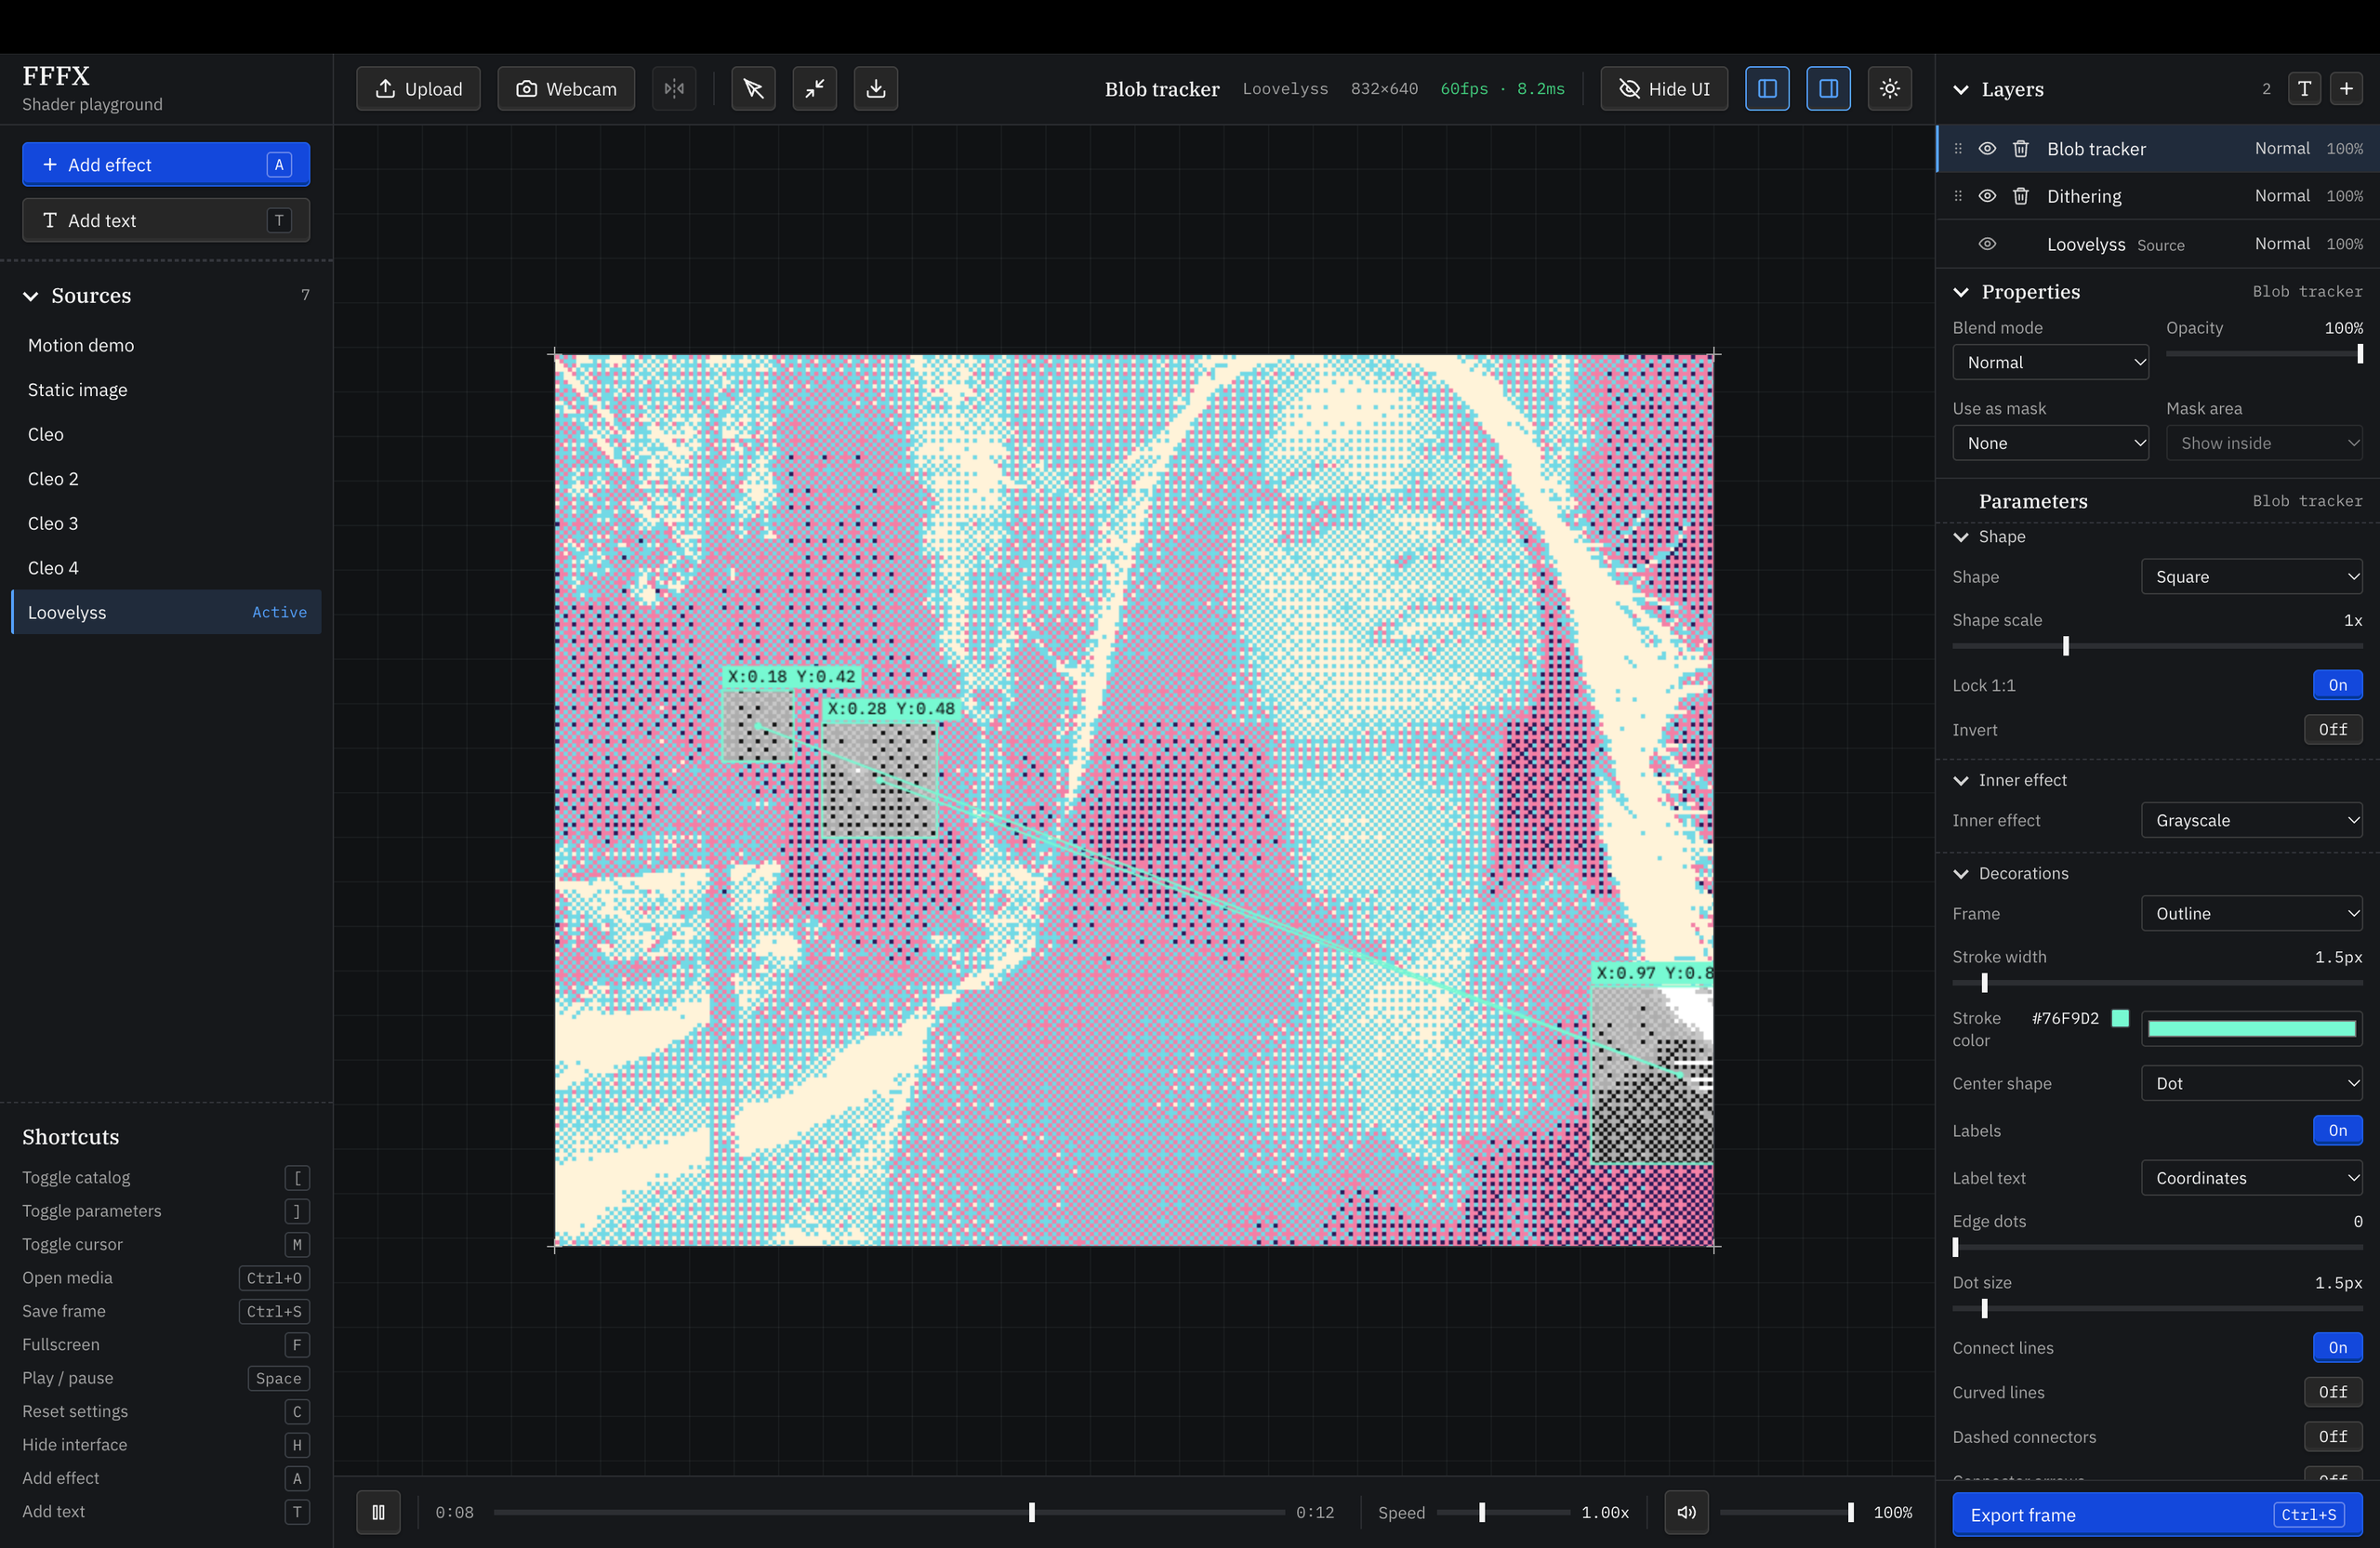 FFFX
Shader playground
Upload
Webcam
Blob tracker
Loovelyss
832×640
60fps · 8.2ms
Hide UI
Add effect A
Add text T
Sources 7
Motion demo
Static image
Cleo
Cleo 2
Cleo 3
Cleo 4
Loovelyss Active
Shortcuts
Toggle catalog [
Toggle parameters ]
Toggle cursor M
Open media Ctrl+O
Save frame Ctrl+S
Fullscreen F
Play / pause Space
Reset settings C
Hide interface H
Add effect A
Add text T
X:0.18 Y:0.42
X:0.28 Y:0.48
X:0.97 Y:0.8
0:08
0:12
Speed
1.00x
100%
Layers 2 T
Blob tracker Normal 100%
Dithering Normal 100%
Loovelyss Source Normal 100%
Properties Blob tracker
Blend mode Opacity 100%
Normal
Use as mask Mask area
None Show inside
Parameters Blob tracker
Shape
Shape Square
Shape scale 1x
Lock 1:1 On
Invert Off
Inner effect
Inner effect Grayscale
Decorations
Frame Outline
Stroke width 1.5px
Stroke color #76F9D2
Center shape Dot
Labels On
Label text Coordinates
Edge dots 0
Dot size 1.5px
Connect lines On
Curved lines Off
Dashed connectors Off
Export frame Ctrl+S